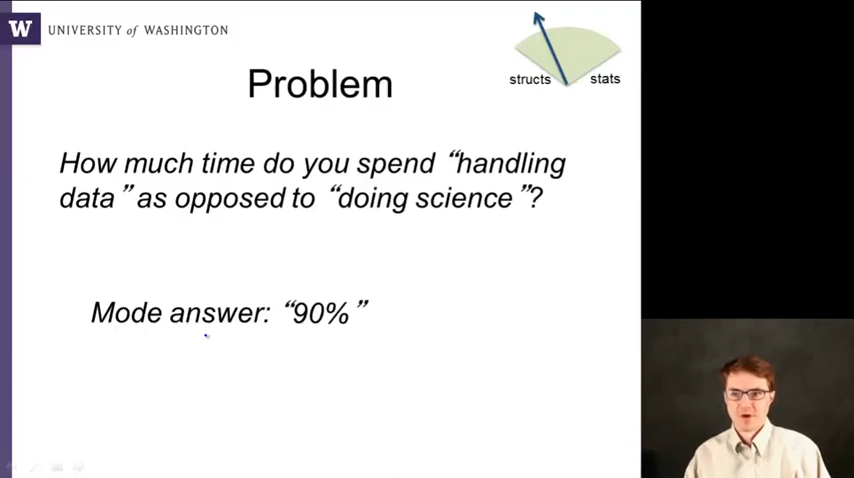 W UNIVERSITY of WASHINGTON
structs stats
Problem
How much time do you spend “handling
data” as opposed to “doing science”?
Mode answer: “90%”